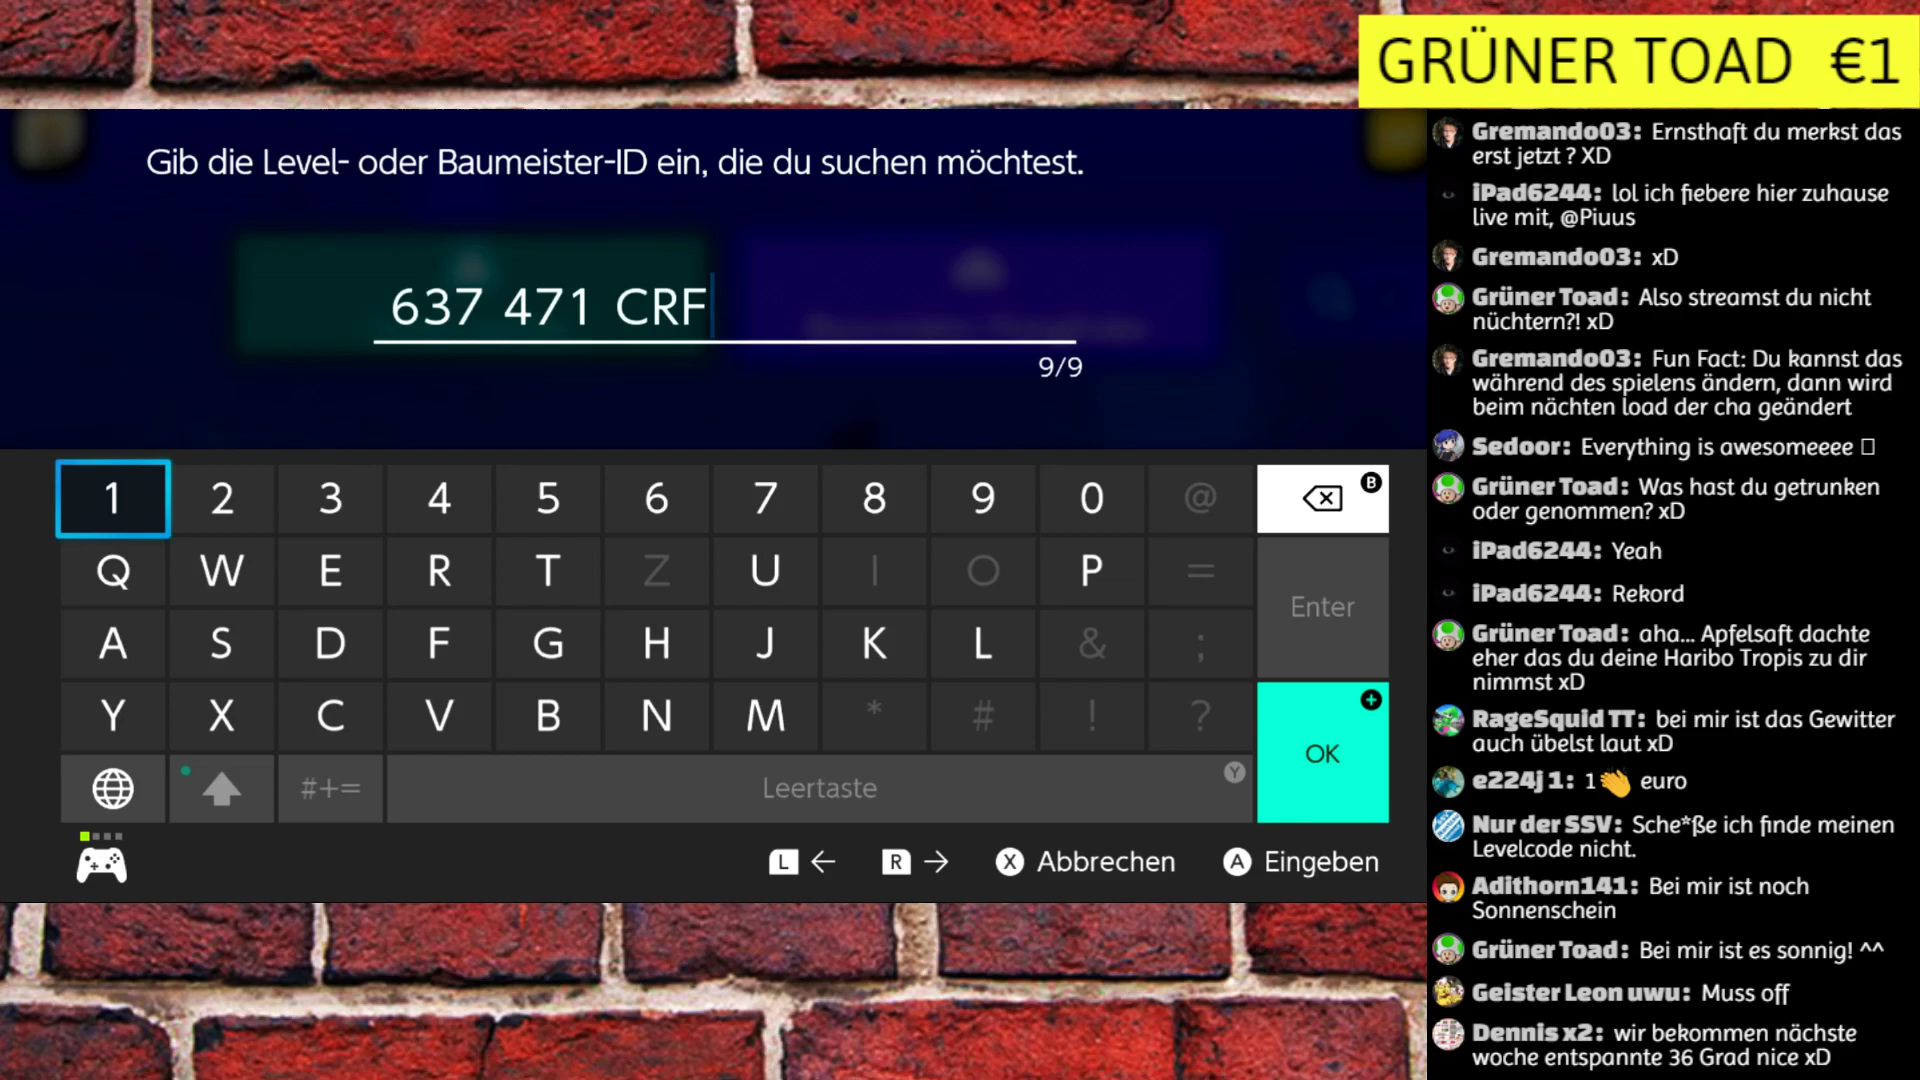 GRÜNER TOAD €1
Gib die Level- oder Baumeister-ID ein, die du suchen möchtest.
637 471 CRF
9/9
1 2 3 4 5 6 7 8 9 0 @ B
Q W E R T Z U I O P =
Enter
A S D F G H J K L & ;
Y X C V B N M * # ! ? +
OK
#+= Leertaste Y
L ← R → X Abbrechen A Eingeben
Gremando03: Ernsthaft du merkst das
erst jetzt ? XD
iPad6244: lol ich fiebere hier zuhause
live mit, @Piuus
Gremando03: xD
Grüner Toad: Also streamst du nicht
nüchtern?! xD
Gremando03: Fun Fact: Du kannst das
während des spielens ändern, dann wird
beim nächten load der cha geändert
Sedoor: Everything is awesomeeee
Grüner Toad: Was hast du getrunken
oder genommen? xD
iPad6244: Yeah
iPad6244: Rekord
Grüner Toad: aha... Apfelsaft dachte
eher das du deine Haribo Tropis zu dir
nimmst xD
RageSquid TT: bei mir ist das Gewitter
auch übelst laut xD
e224j 1: 1👏 euro
Nur der SSV: Sche*ße ich finde meinen
Levelcode nicht.
Adithorn141: Bei mir ist noch
Sonnenschein
Grüner Toad: Bei mir ist es sonnig! ^^
Geister Leon uwu: Muss off
Dennis x2: wir bekommen nächste
woche entspannte 36 Grad nice xD